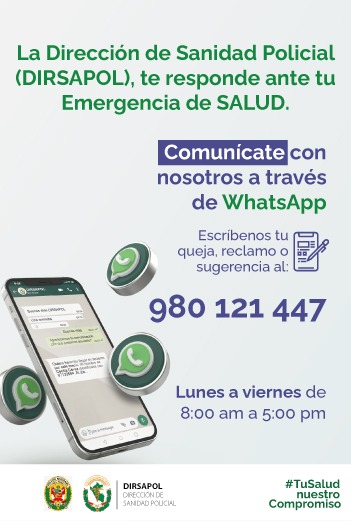 La Dirección de Sanidad Policial
(DIRSAPOL), te responde ante tu
Emergencia de SALUD.
Comunícate con
nosotros a través
de WhatsApp
Escríbenos tu
queja, reclamo o
sugerencia al:
980 121 447
DIRSAPOL
Lunes a viernes de
8:00 am a 5:00 pm
DIRSAPOL
DIRECCIÓN DE
SANIDAD POLICIAL
#TuSalud
nuestro
Compromiso